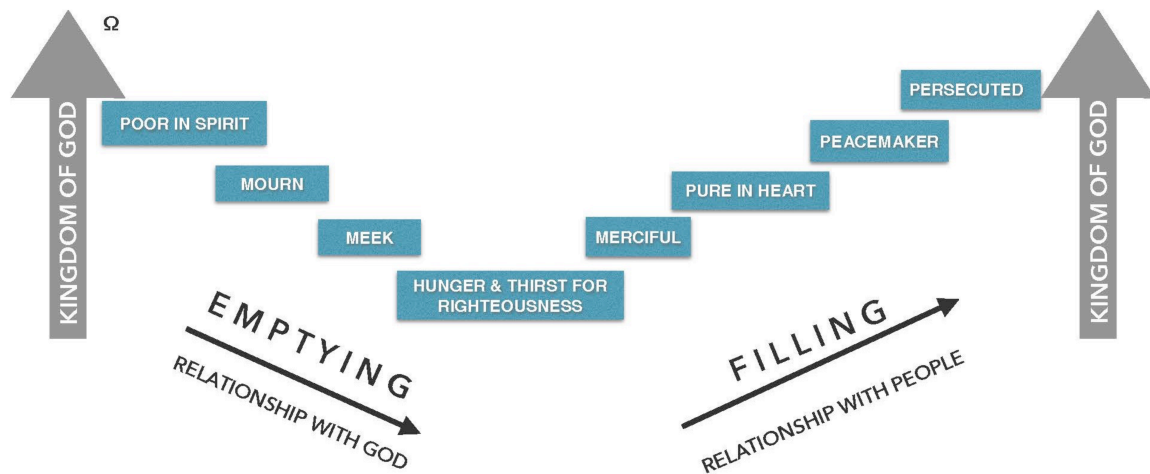 Ω
KINGDOM OF GOD
POOR IN SPIRIT
MOURN
MEEK
HUNGER & THIRST FOR
RIGHTEOUSNESS
MERCIFUL
PURE IN HEART
PEACEMAKER
PERSECUTED
KINGDOM OF GOD
EMPTYING
RELATIONSHIP WITH GOD
FILLING
RELATIONSHIP WITH PEOPLE